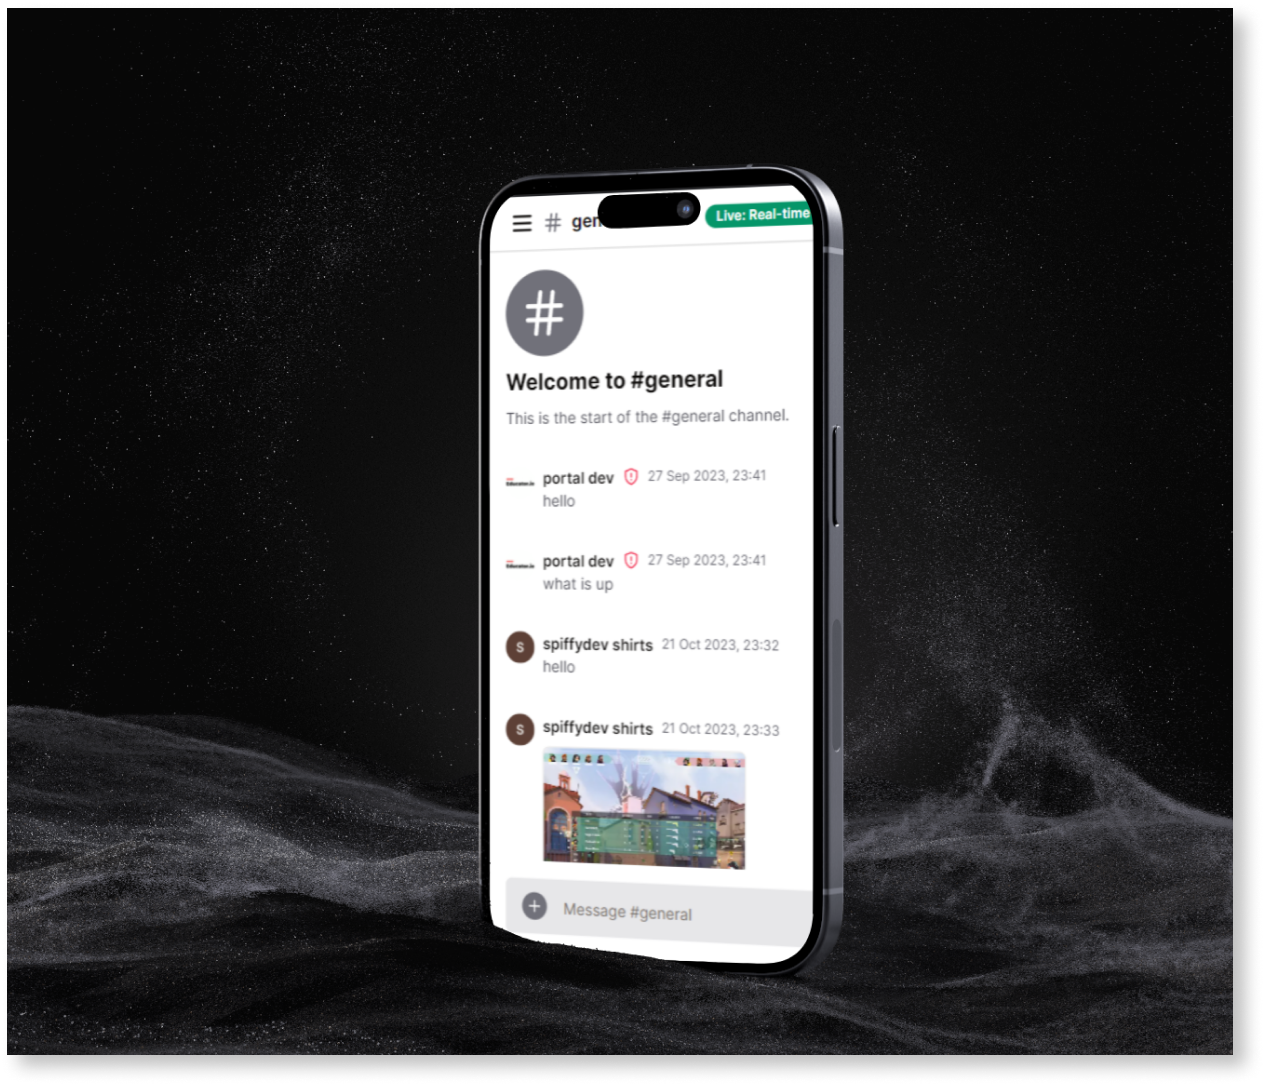 # gen
Live: Real-time
#
Welcome to #general
This is the start of the #general channel.
portal dev 27 Sep 2023, 23:41
hello
portal dev 27 Sep 2023, 23:41
what is up
S spiffydev shirts 21 Oct 2023, 23:32
hello
S spiffydev shirts 21 Oct 2023, 23:33
+ Message #general